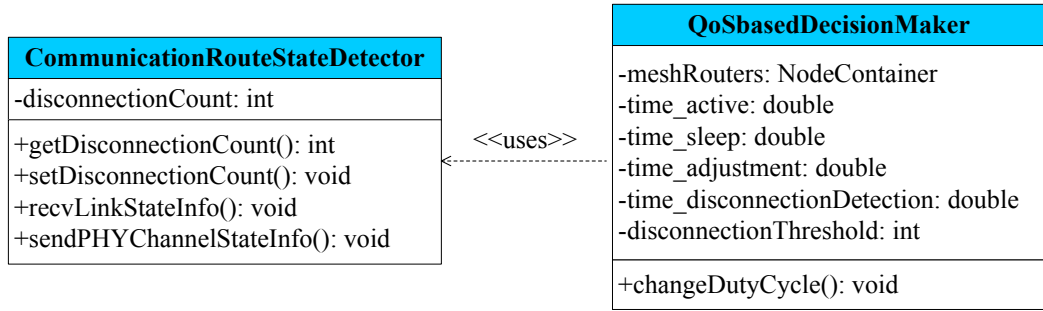 CommunicationRouteStateDetector
-disconnectionCount: int
+getDisconnectionCount(): int
+setDisconnectionCount(): void
+recvLinkStateInfo(): void
+sendPHYChannelStateInfo(): void
<<uses>>
QoSbasedDecisionMaker
-meshRouters: NodeContainer
-time_active: double
-time_sleep: double
-time_adjustment: double
-time_disconnectionDetection: double
-disconnectionThreshold: int
+changeDutyCycle(): void